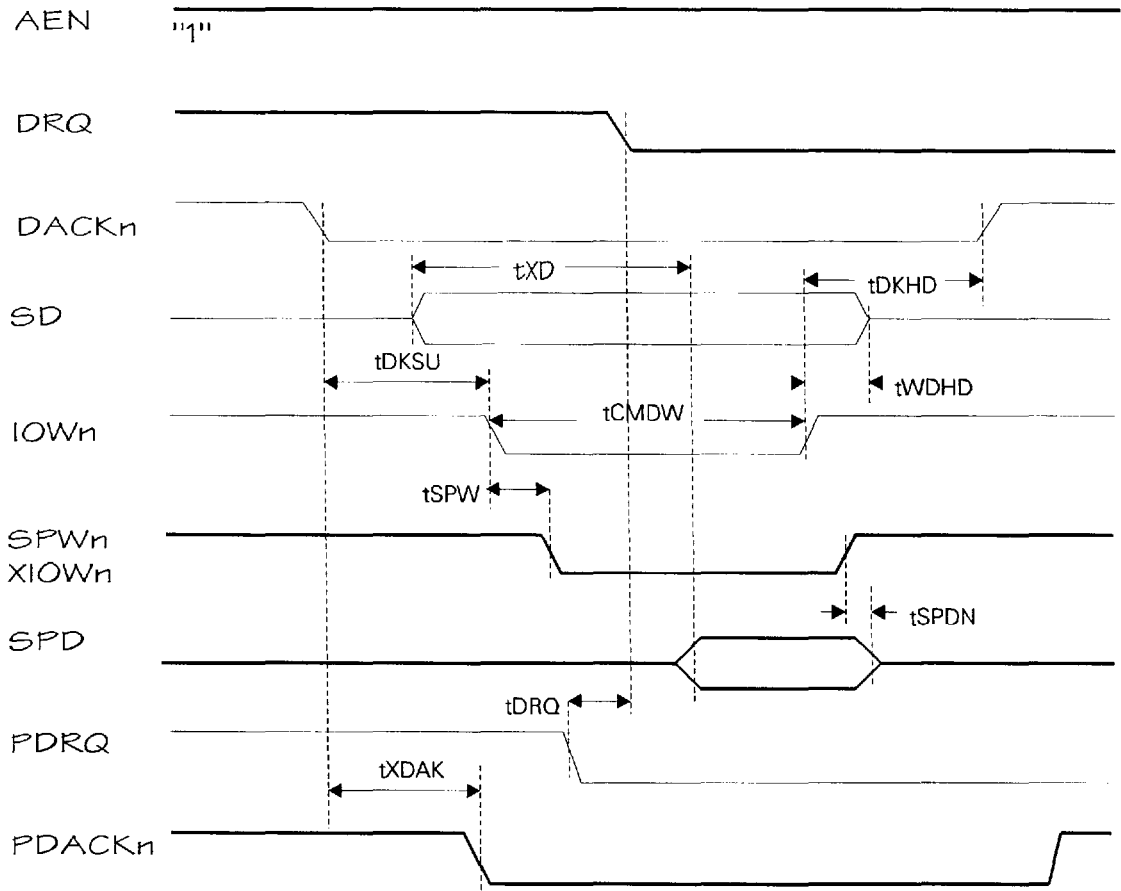 AEN
"1"
DRQ
DACKn
tXD
tDKHD
SD
tDKSU
tWDHD
tCMDW
IOWn
tSPW
SPWn
XIOWn
tSPDN
SPD
tDRQ
PDRQ
tXDAK
PDACKn